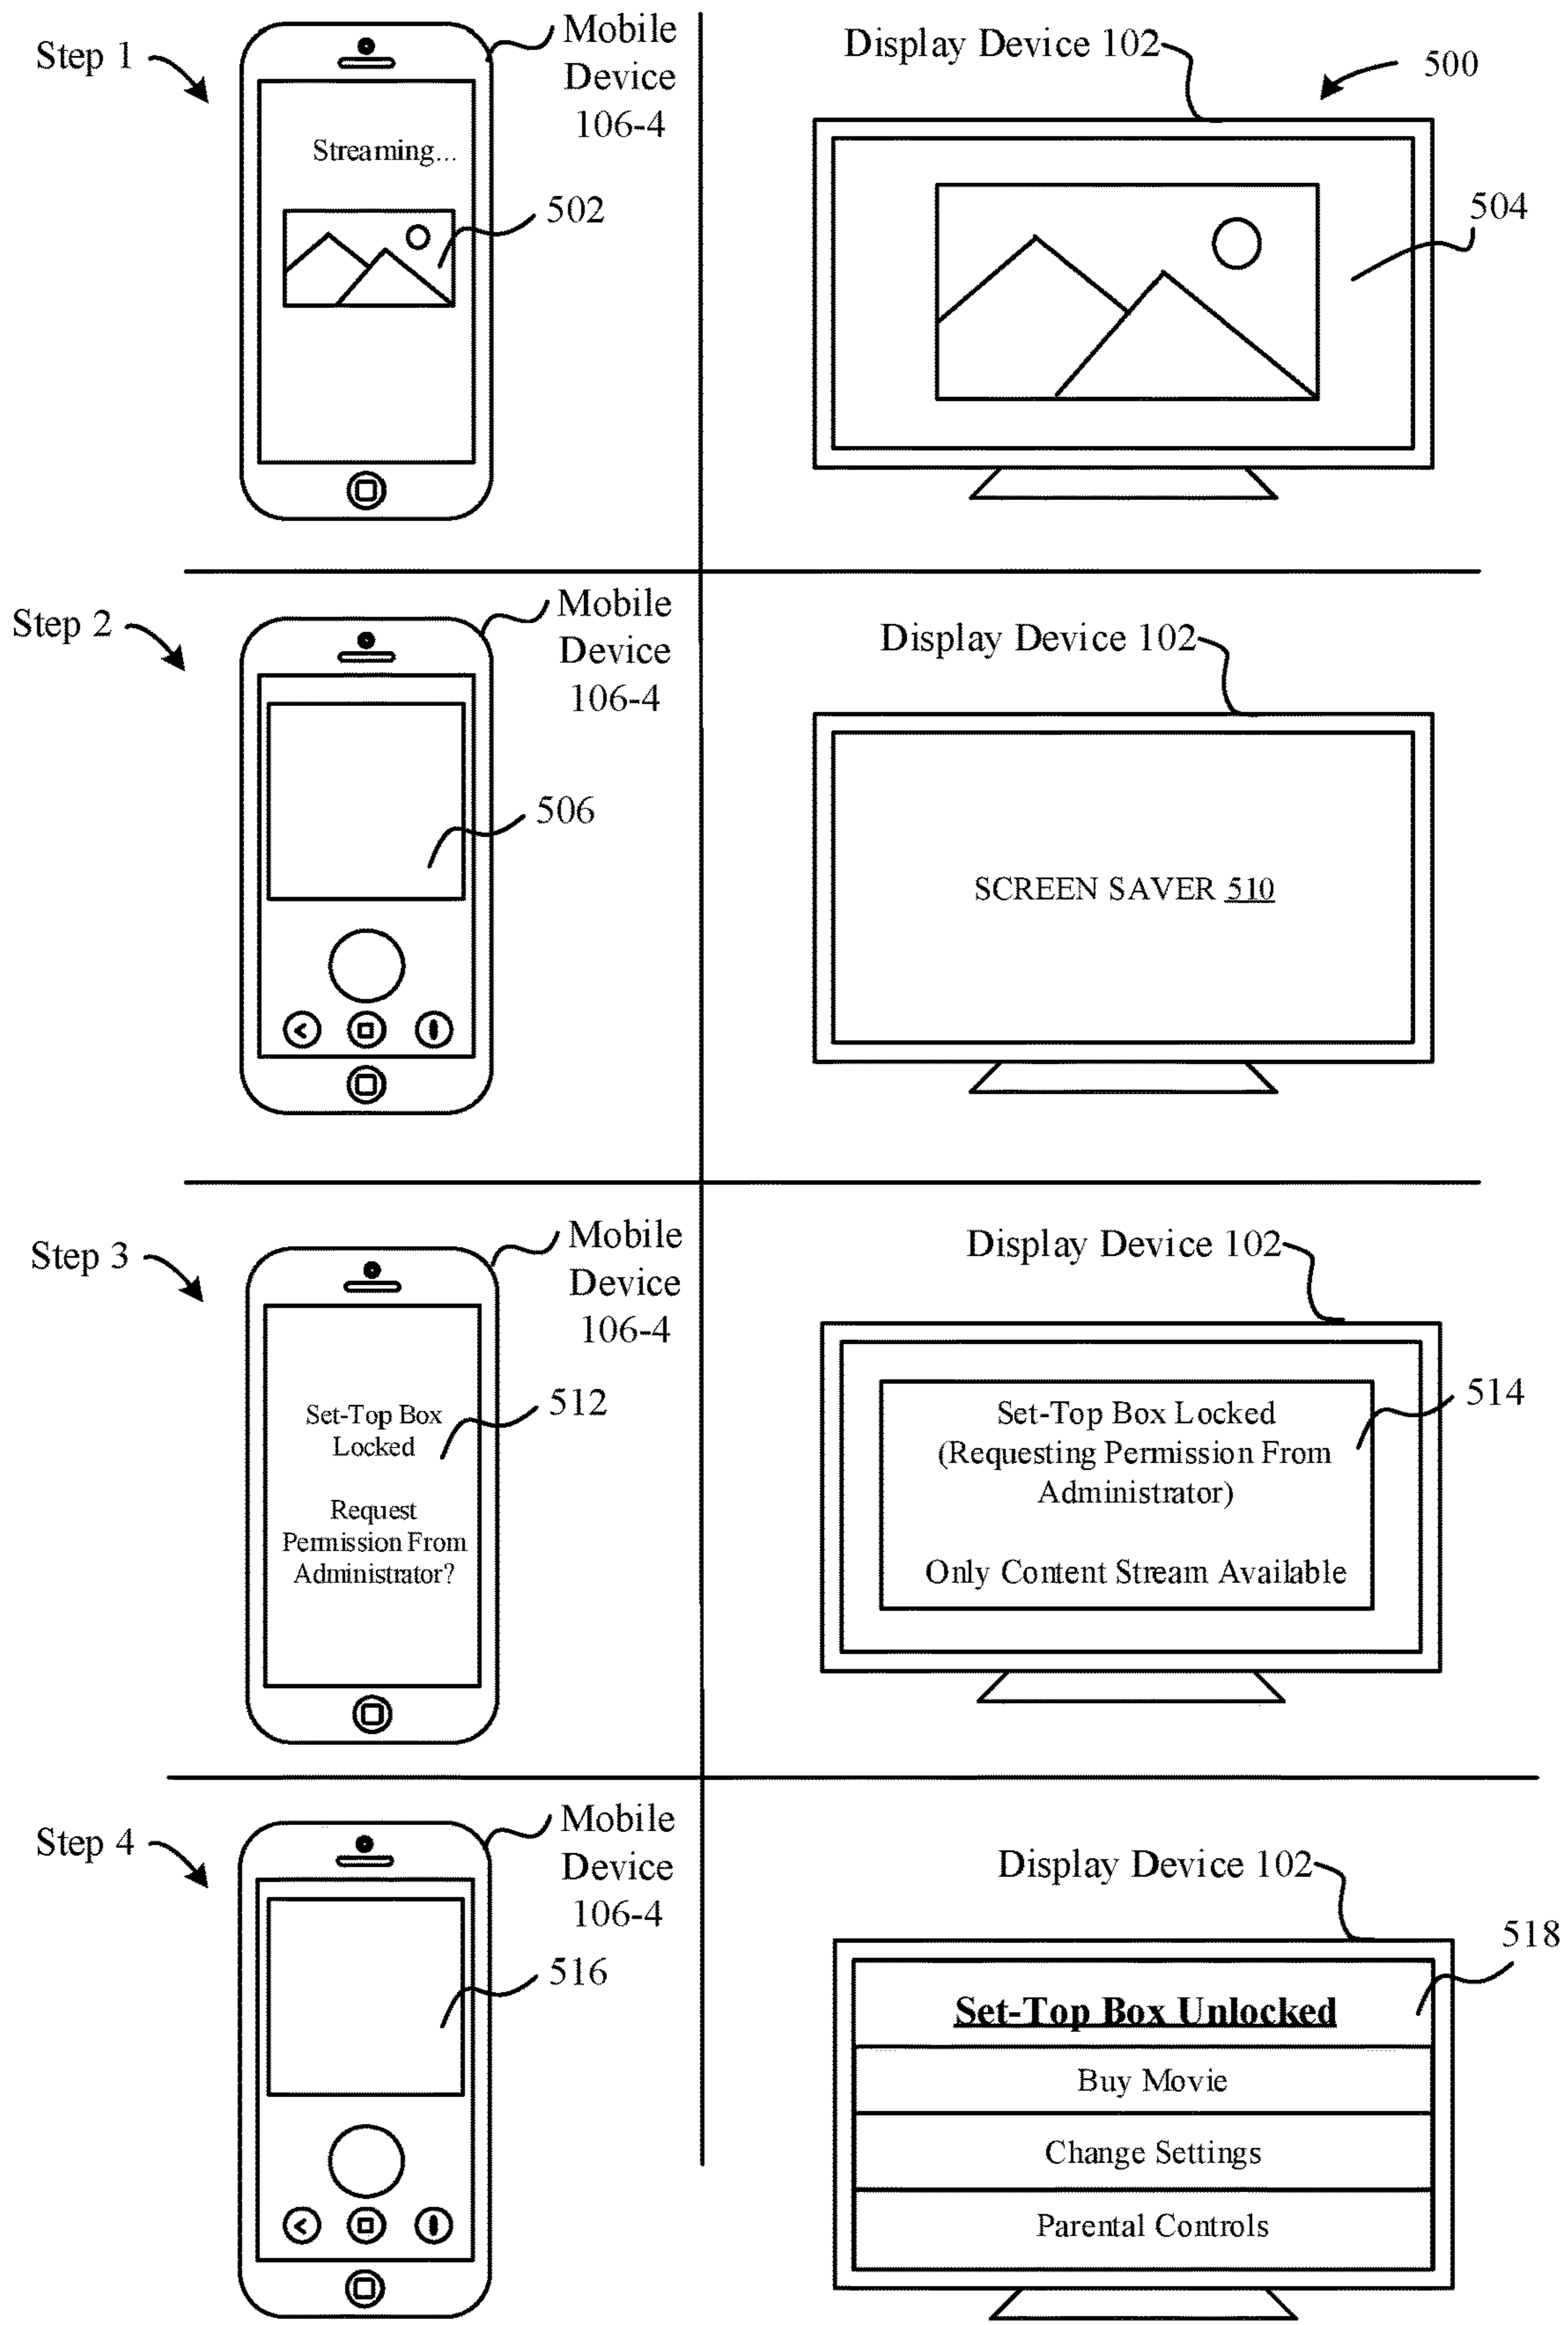 Step 1
Mobile
Device
106-4
Streaming...
502
Display Device 102
500
504
Step 2
Mobile
Device
106-4
506
Display Device 102
SCREEN SAVER 510
Step 3
Mobile
Device
106-4
Set-Top Box
Locked
Request
Permission From
Administrator?
512
Display Device 102
Set-Top Box Locked
(Requesting Permission From
Administrator)
Only Content Stream Available
514
Step 4
Mobile
Device
106-4
516
Display Device 102
518
Set-Top Box Unlocked
Buy Movie
Change Settings
Parental Controls